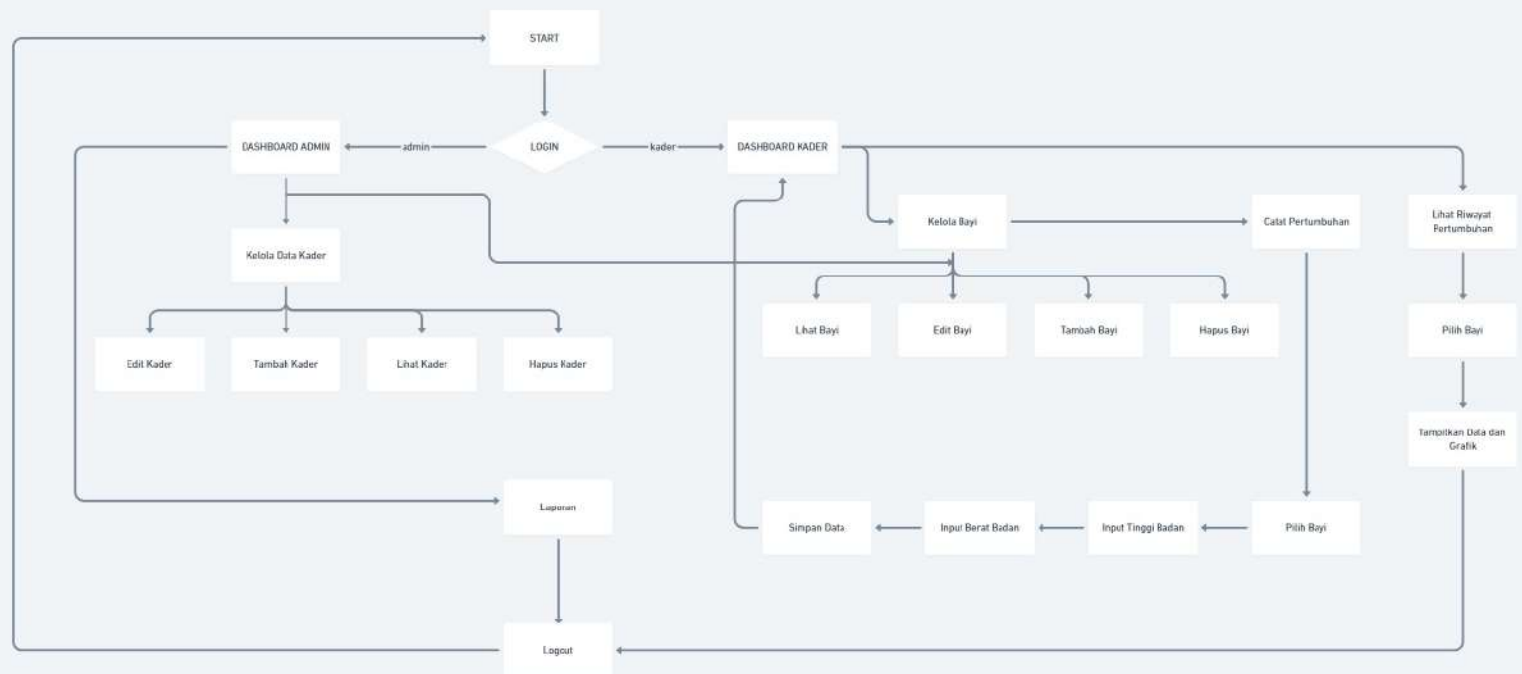 START
DASHBOARD ADMIN
admin
LOGIN
kader
DASHBOARD KADER
Kelola Bayi
Catat Pertumbuhan
Lihat Riwayat
Pertumbuhan
Kelola Data Kader
Lihat Bayi
Edit Bayi
Tambah Bayi
Hapus Bayi
Pilih Bayi
Edit Kader
Tambah Kader
Lihat Kader
Hapus Kader
Tampilkan Data dan
Grafik
Laporan
Simpan Data
Input Berat Badan
Input Tinggi Badan
Pilih Bayi
Logout